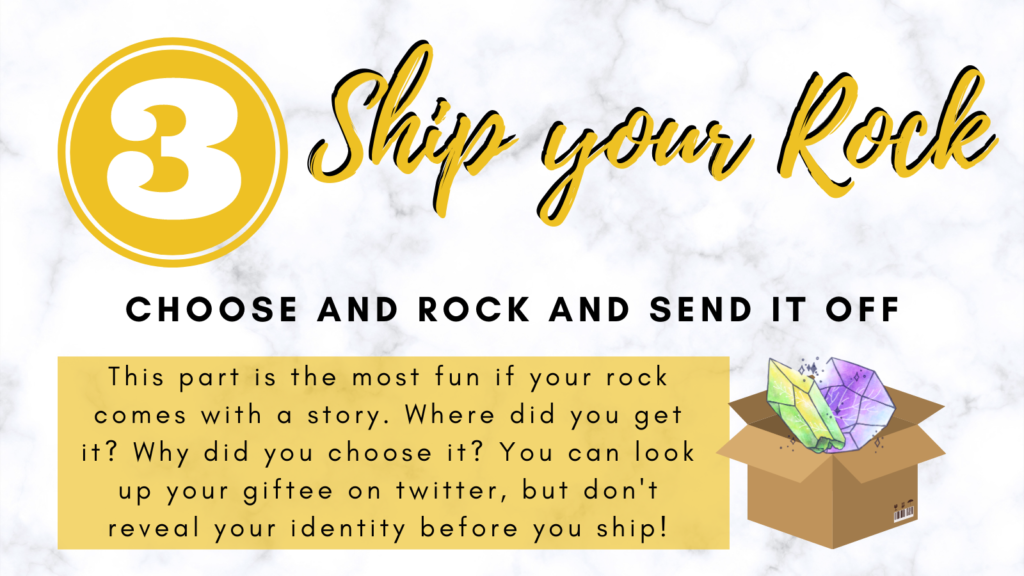 3
Ship your Rock
CHOOSE AND ROCK AND SEND IT OFF
This part is the most fun if your rock
comes with a story. Where did you get
it? Why did you choose it? You can look
up your giftee on twitter, but don't
reveal your identity before you ship!